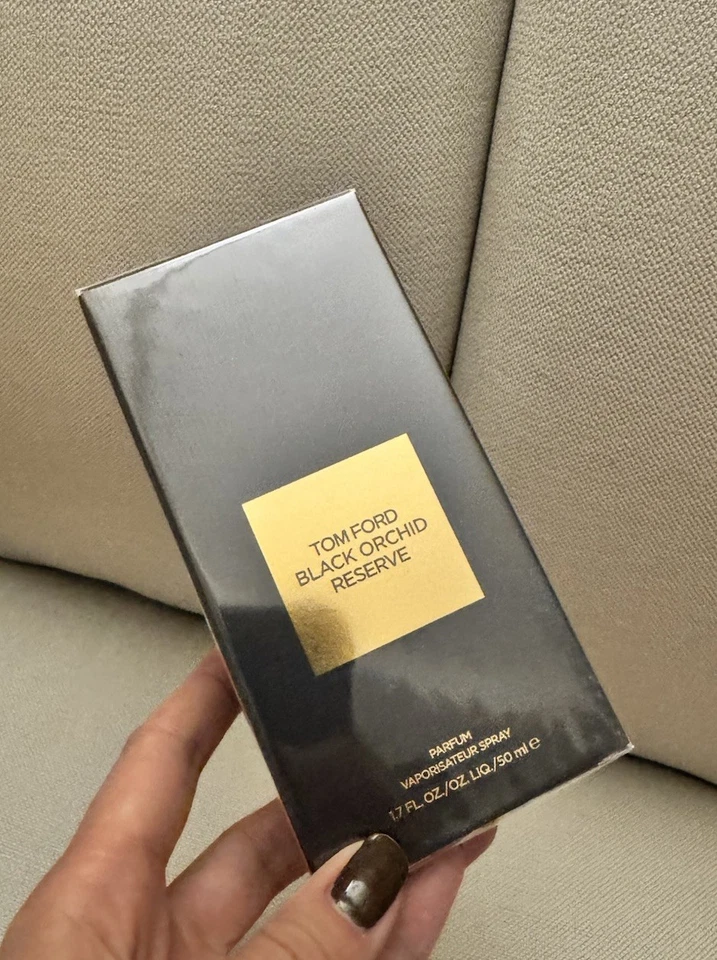 TOM FORD
BLACK ORCHID
RESERVE
PARFUM
VAPORISATEUR SPRAY
1.7 FL. OZ./OZ. LIQ./50 ml ℮